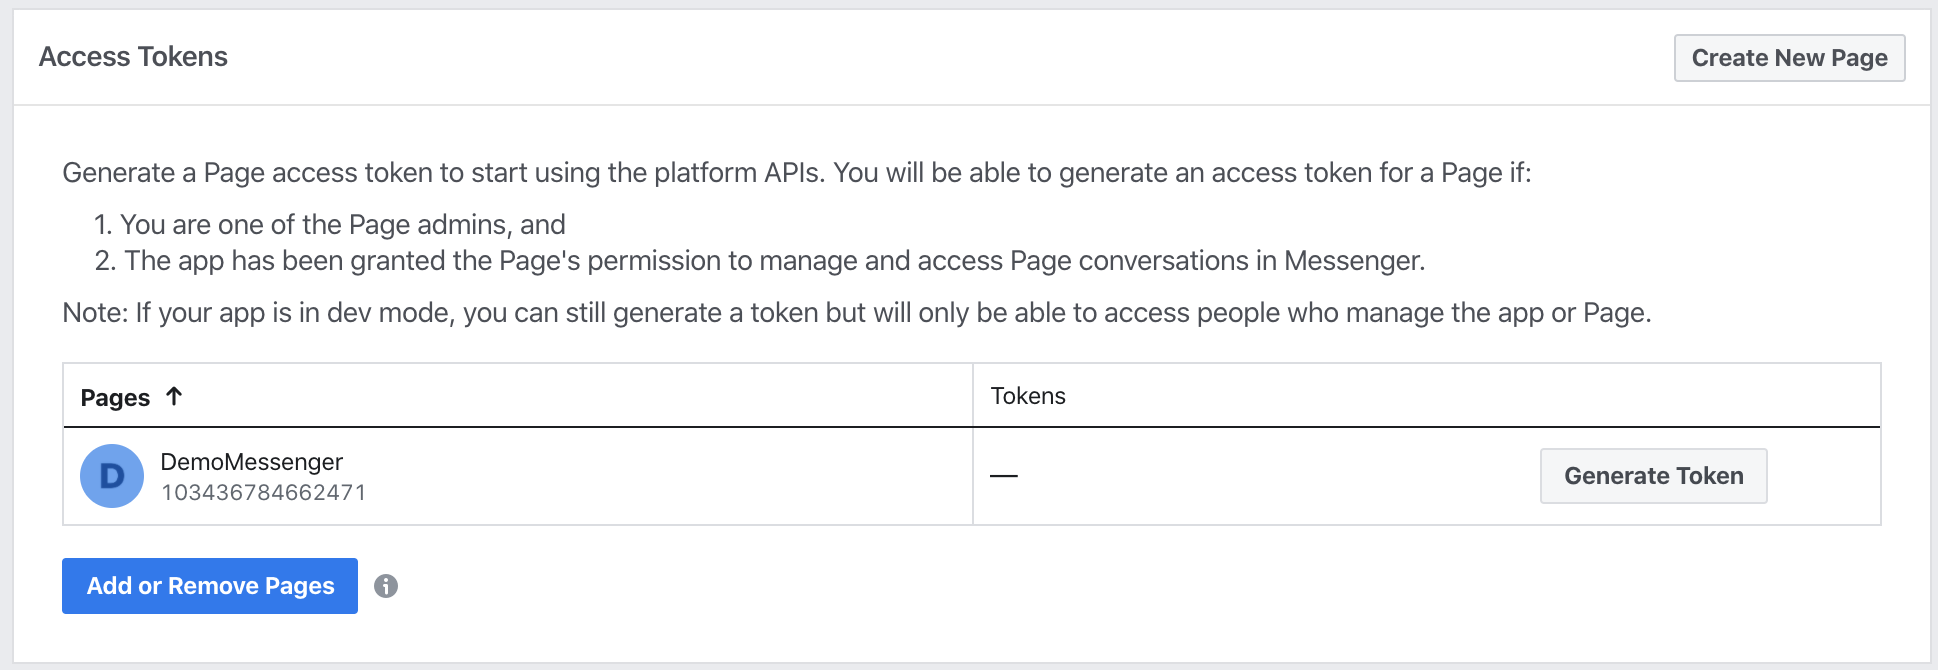 Access Tokens
Create New Page
Generate a Page access token to start using the platform APIs. You will be able to generate an access token for a Page if:
1. You are one of the Page admins, and
2. The app has been granted the Page's permission to manage and access Page conversations in Messenger.
Note: If your app is in dev mode, you can still generate a token but will only be able to access people who manage the app or Page.
Pages ↑
Tokens
D
DemoMessenger
103436784662471
—
Generate Token
Add or Remove Pages